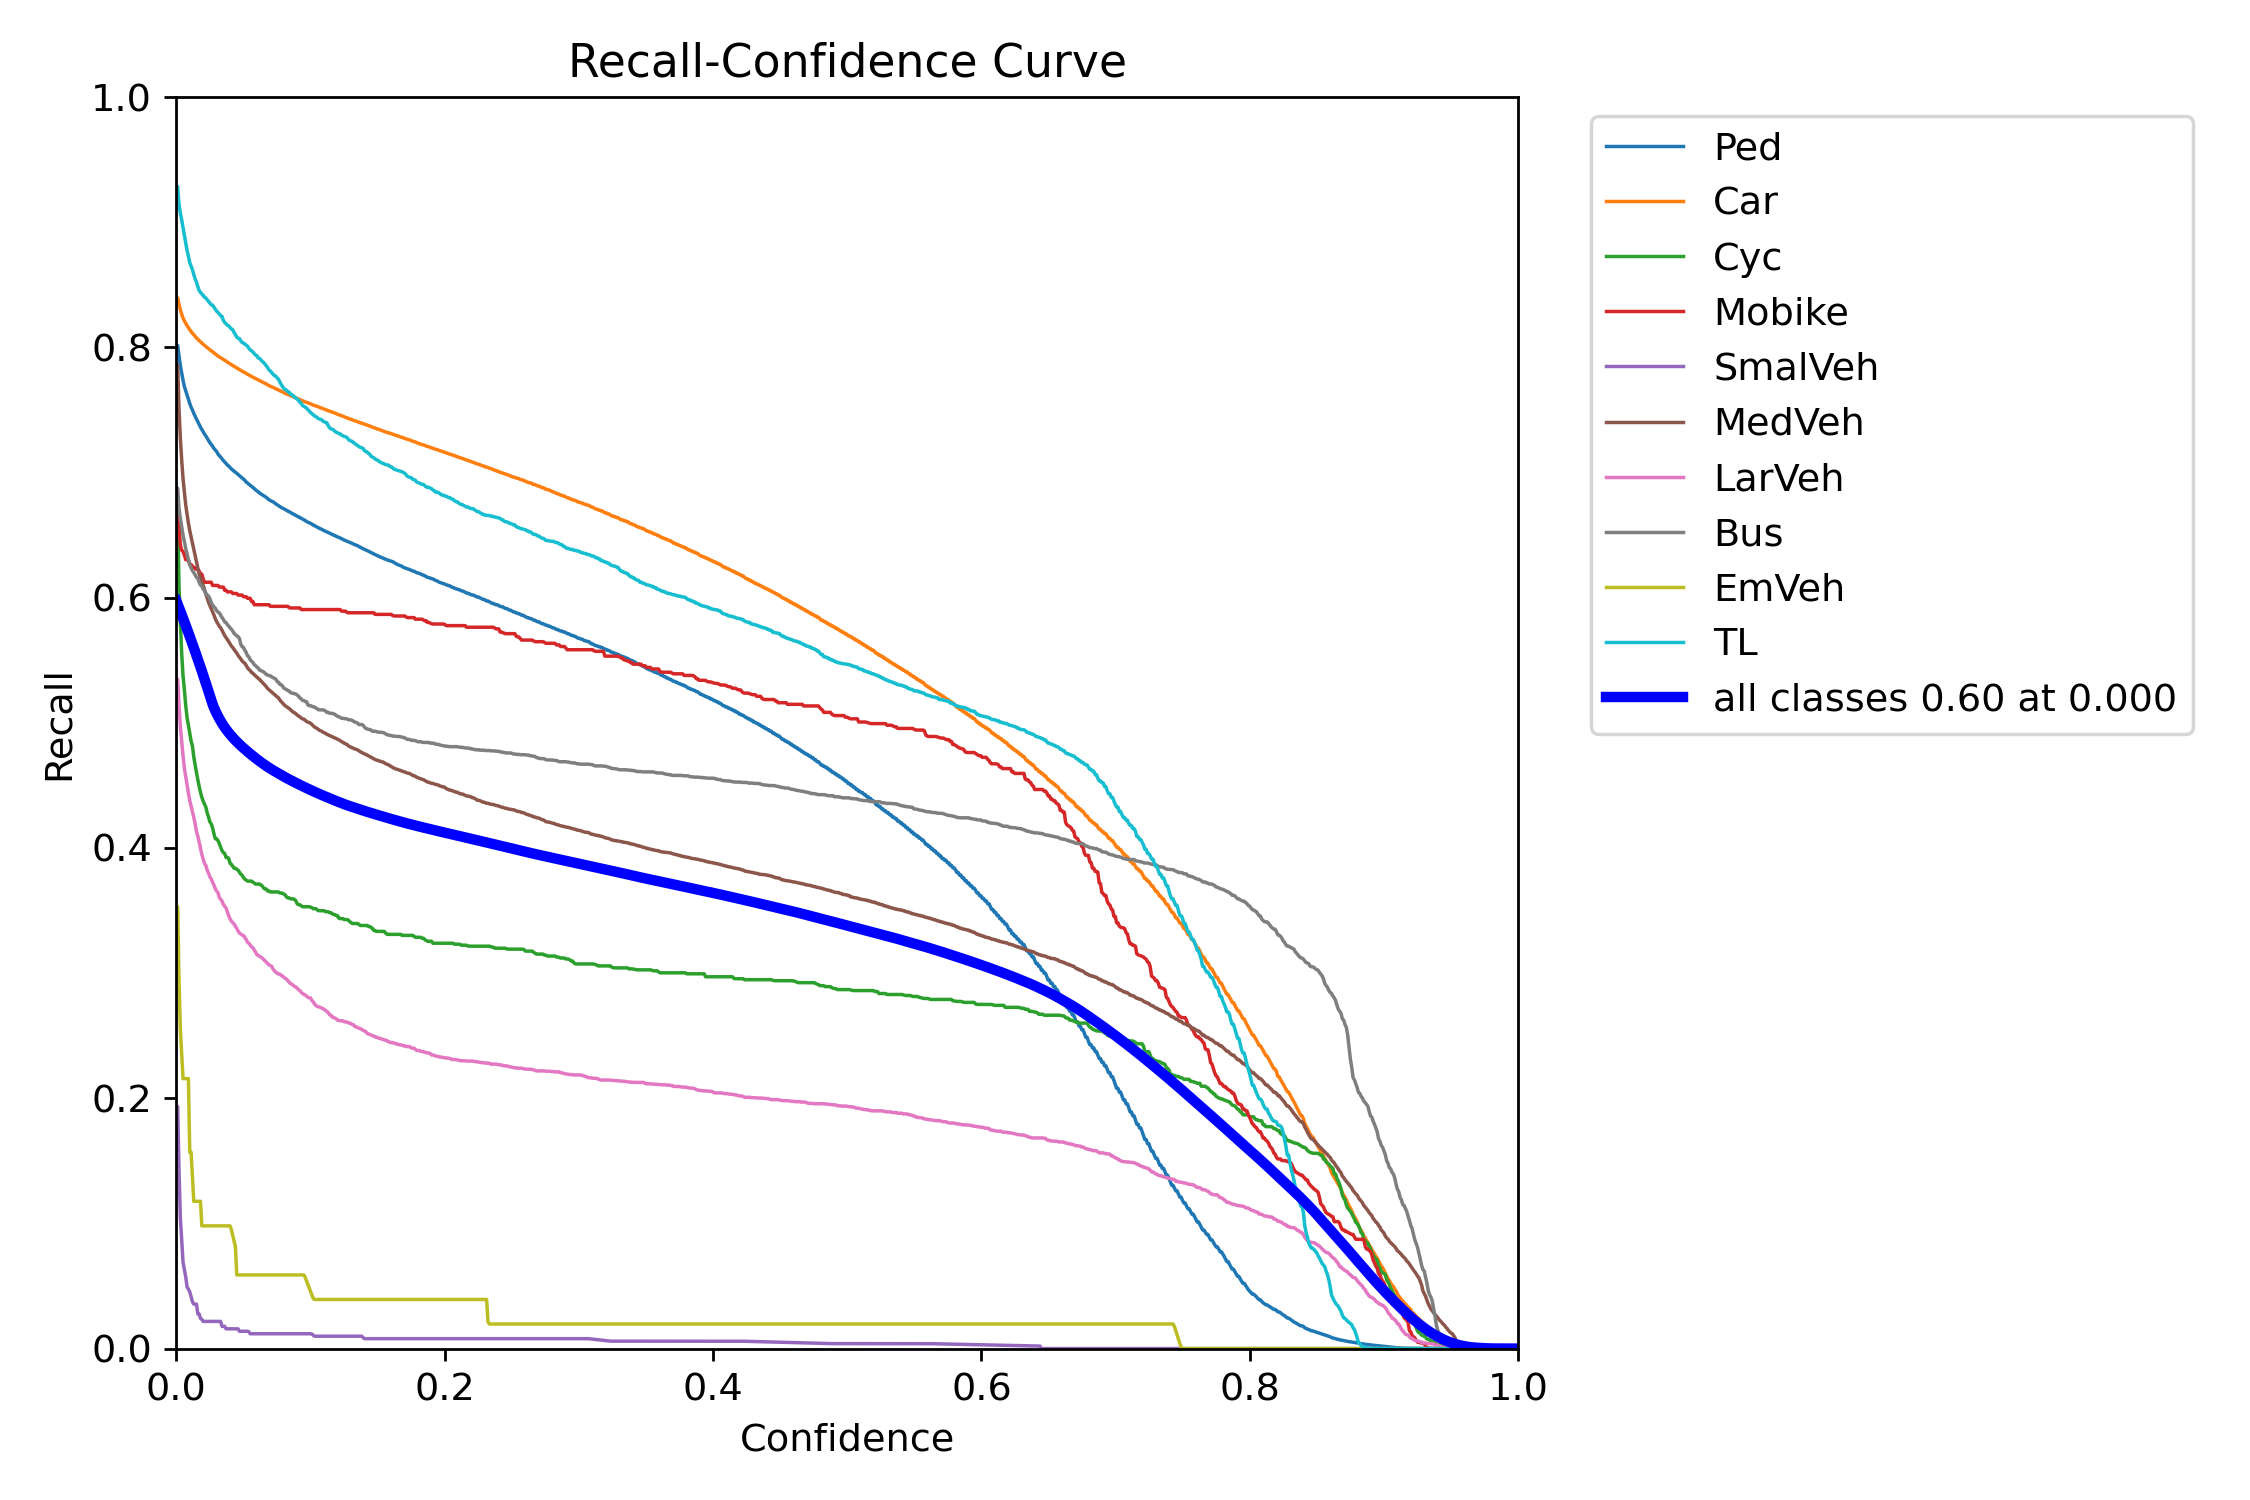 Recall-Confidence Curve
1.0
0.8
0.6
0.4
0.2
0.0
Recall
0.0 0.2 0.4 0.6 0.8 1.0
Confidence
Ped
Car
Cyc
Mobike
SmalVeh
MedVeh
LarVeh
Bus
EmVeh
TL
all classes 0.60 at 0.000